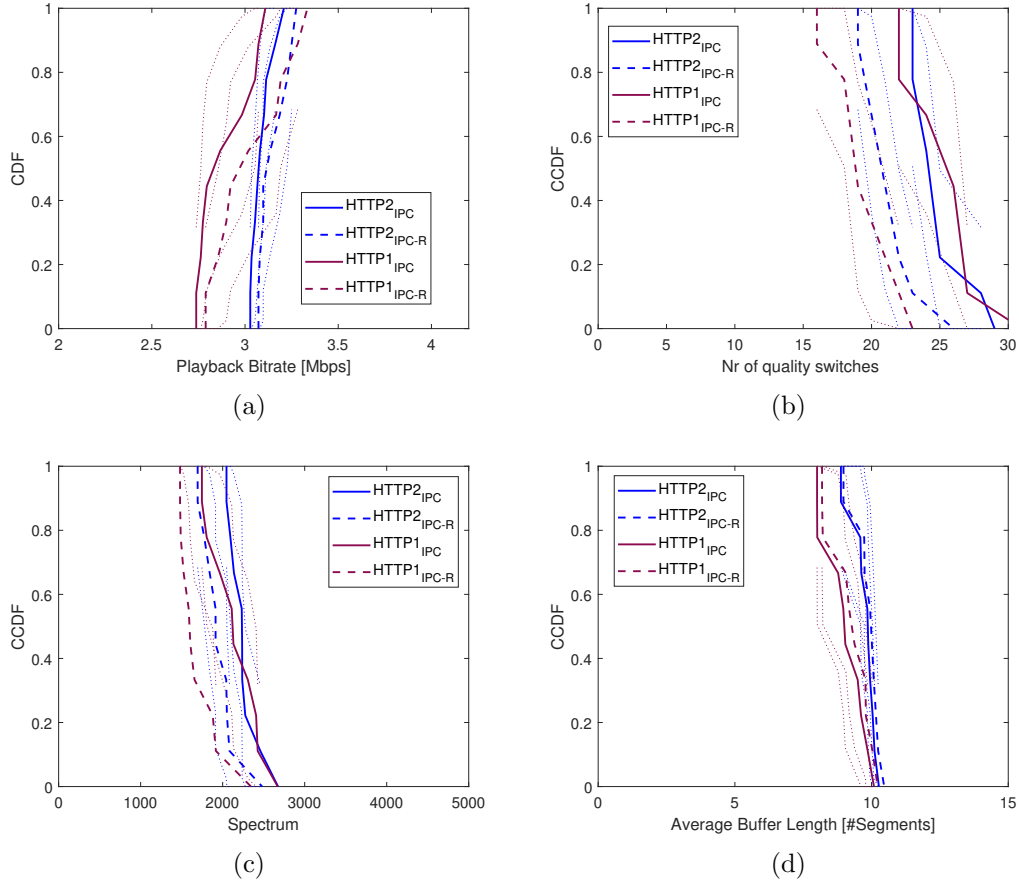 1
0.8
0.6
0.4
0.2
0
CDF
2
2.5
3
3.5
4
Playback Bitrate [Mbps]
HTTP2IPC
HTTP2IPC-R
HTTP1IPC
HTTP1IPC-R
(a)
1
0.8
0.6
0.4
0.2
0
CCDF
0
5
10
15
20
25
30
Nr of quality switches
HTTP2IPC
HTTP2IPC-R
HTTP1IPC
HTTP1IPC-R
(b)
1
0.8
0.6
0.4
0.2
0
CCDF
0
1000
2000
3000
4000
5000
Spectrum
HTTP2IPC
HTTP2IPC-R
HTTP1IPC
HTTP1IPC-R
(c)
1
0.8
0.6
0.4
0.2
0
CCDF
0
5
10
15
Average Buffer Length [#Segments]
HTTP2IPC
HTTP2IPC-R
HTTP1IPC
HTTP1IPC-R
(d)